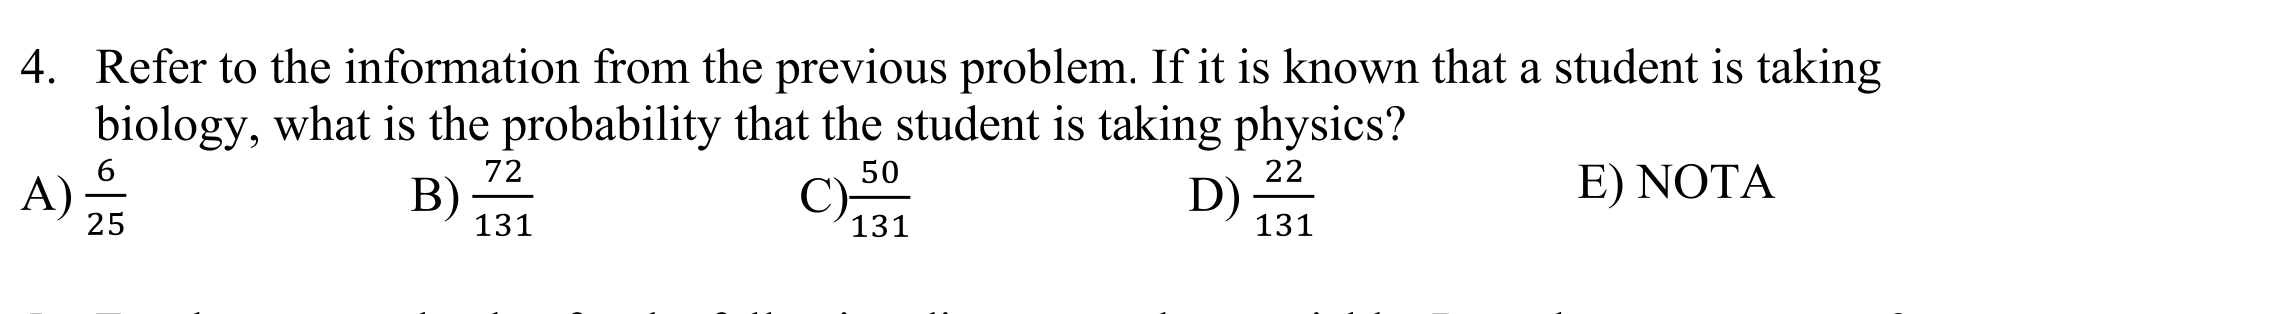 4. Refer to the information from the previous problem. If it is known that a student is taking
biology, what is the probability that the student is taking physics?
A) 6/25 B) 72/131 C) 50/131 D) 22/131 E) NOTA